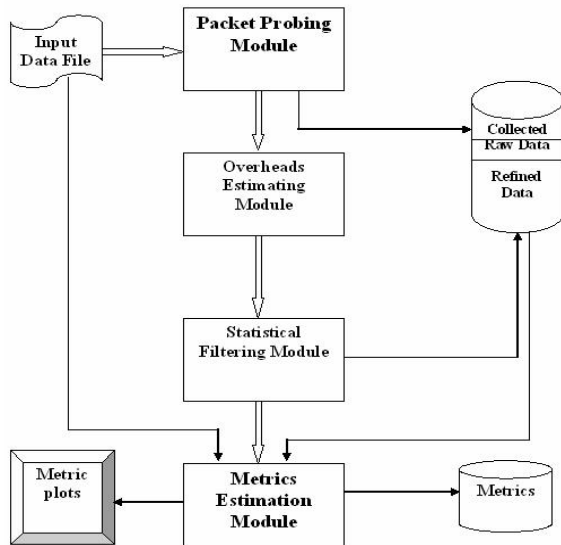 Input
Data File
Packet Probing
Module
Collected
Raw Data
Refined
Data
Overheads
Estimating
Module
Statistical
Filtering Module
Metric
plots
Metrics
Estimation
Module
Metrics